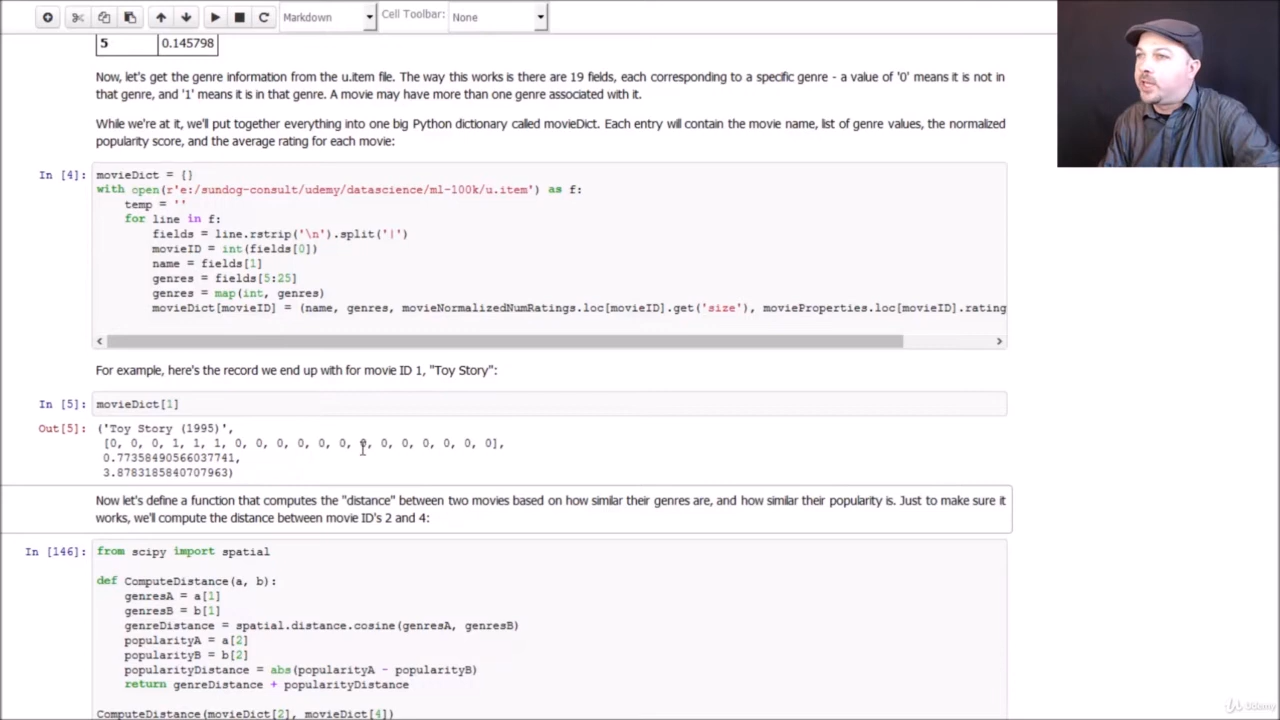 Markdown Cell Toolbar: None
5 0.145798
Now, let's get the genre information from the u.item file. The way this works is there are 19 fields, each corresponding to a specific genre - a value of '0' means it is not in
that genre, and '1' means it is in that genre. A movie may have more than one genre associated with it.
While we're at it, we'll put together everything into one big Python dictionary called movieDict. Each entry will contain the movie name, list of genre values, the normalized
popularity score, and the average rating for each movie:
In [4]: movieDict = {}
with open(r'e:/sundog-consult/udemy/datascience/ml-100k/u.item') as f:
temp = ''
for line in f:
fields = line.rstrip('\n').split('|')
movieID = int(fields[0])
name = fields[1]
genres = fields[5:25]
genres = map(int, genres)
movieDict[movieID] = (name, genres, movieNormalizedNumRatings.loc[movieID].get('size'), movieProperties.loc[movieID].rating
For example, here's the record we end up with for movie ID 1, "Toy Story":
In [5]: movieDict[1]
Out[5]: ('Toy Story (1995)',
[0, 0, 0, 1, 1, 1, 0, 0, 0, 0, 0, 0, 0, 0, 0, 0, 0, 0, 0],
0.77358490566037741,
3.8783185840707963)
Now let's define a function that computes the "distance" between two movies based on how similar their genres are, and how similar their popularity is. Just to make sure it
works, we'll compute the distance between movie ID's 2 and 4:
In [146]: from scipy import spatial
def ComputeDistance(a, b):
genresA = a[1]
genresB = b[1]
genreDistance = spatial.distance.cosine(genresA, genresB)
popularityA = a[2]
popularityB = b[2]
popularityDistance = abs(popularityA - popularityB)
return genreDistance + popularityDistance
ComputeDistance(movieDict[2], movieDict[4])
Udemy